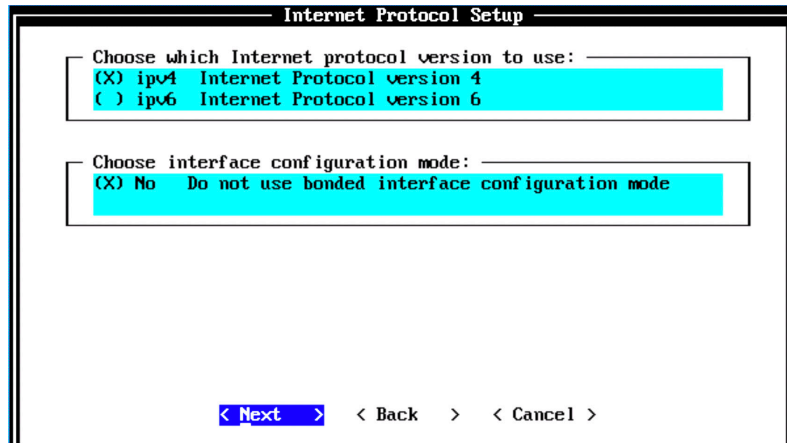 Internet Protocol Setup
Choose which Internet protocol version to use:
(X) ipv4 Internet Protocol version 4
( ) ipv6 Internet Protocol version 6
Choose interface configuration mode:
(X) No Do not use bonded interface configuration mode
< Next > < Back > < Cancel >